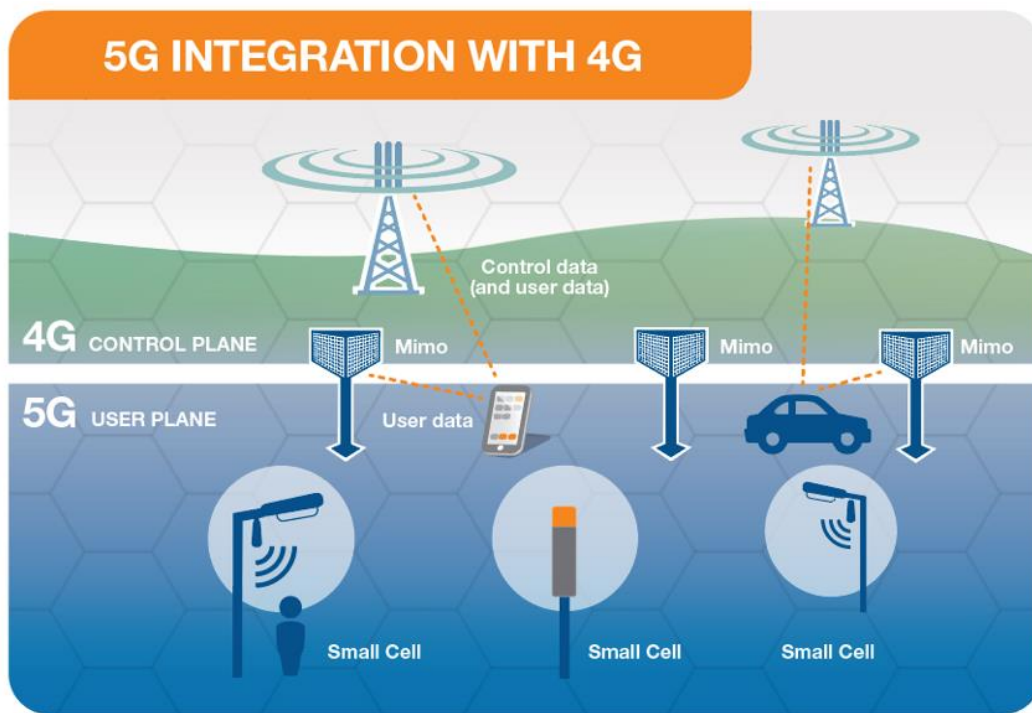 5G INTEGRATION WITH 4G
Control data
(and user data)
4G CONTROL PLANE
Mimo
Mimo
Mimo
5G USER PLANE
User data
Small Cell
Small Cell
Small Cell